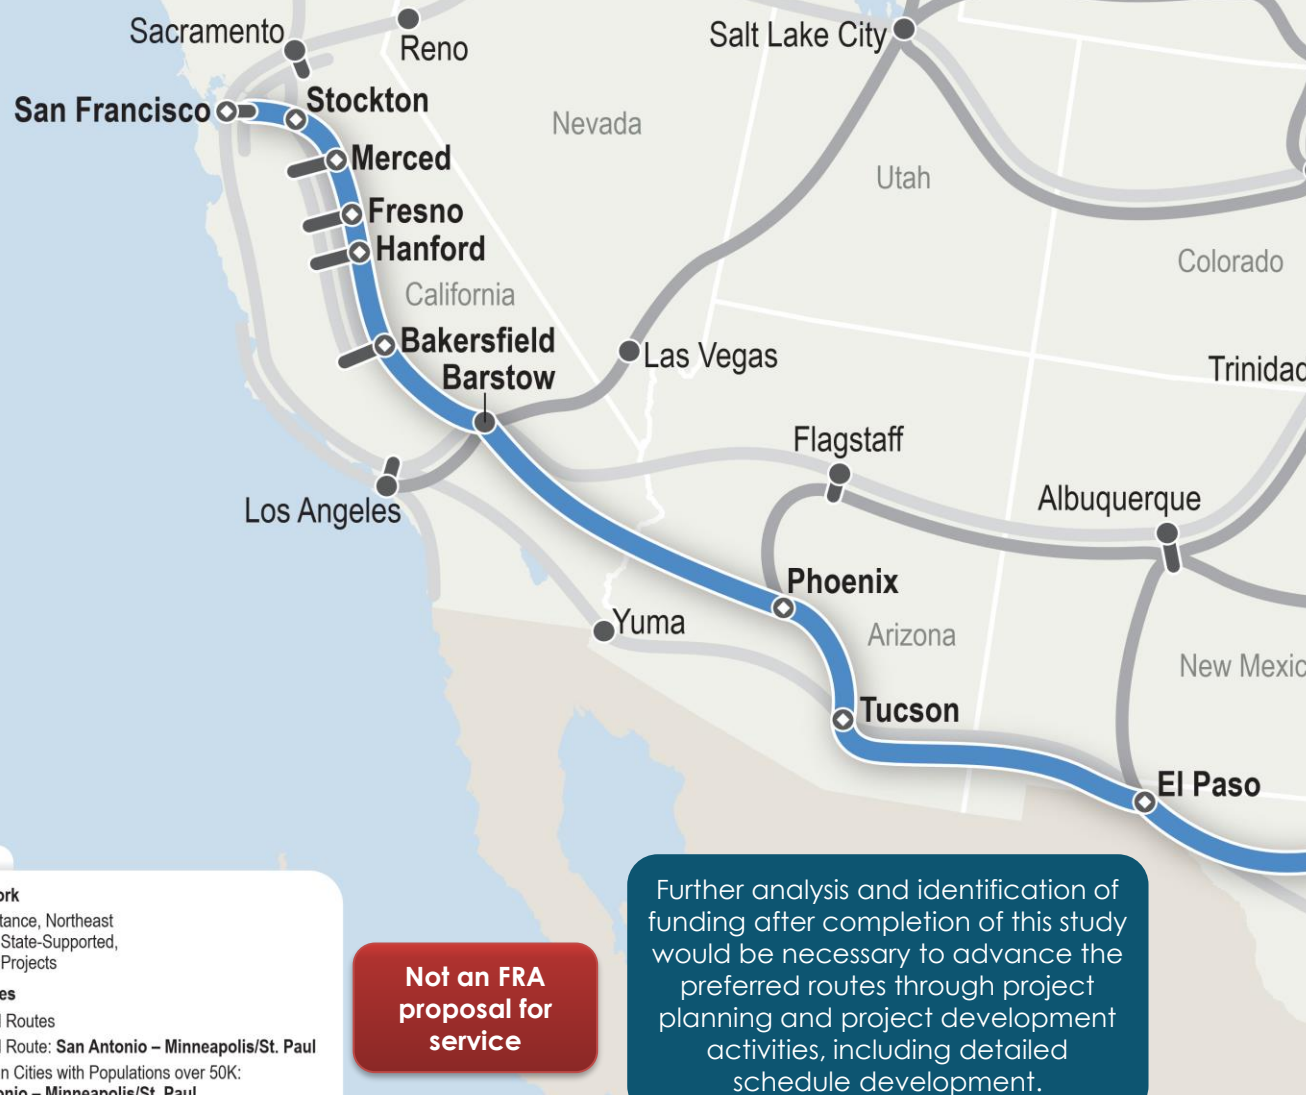 Sacramento
Reno
Salt Lake City
San Francisco
Stockton
Nevada
Merced
Utah
Fresno
Hanford
Colorado
California
Bakersfield
Barstow
Las Vegas
Trinidad
Flagstaff
Los Angeles
Albuquerque
Phoenix
Yuma
Arizona
New Mexic
Tucson
El Paso
ork
tance, Northeast
State-Supported,
Projects
es
l Routes
l Route: San Antonio – Minneapolis/St. Paul
n Cities with Populations over 50K:
onio – Minneapolis/St. Paul
Not an FRA
proposal for
service
Further analysis and identification of
funding after completion of this study
would be necessary to advance the
preferred routes through project
planning and project development
activities, including detailed
schedule development.